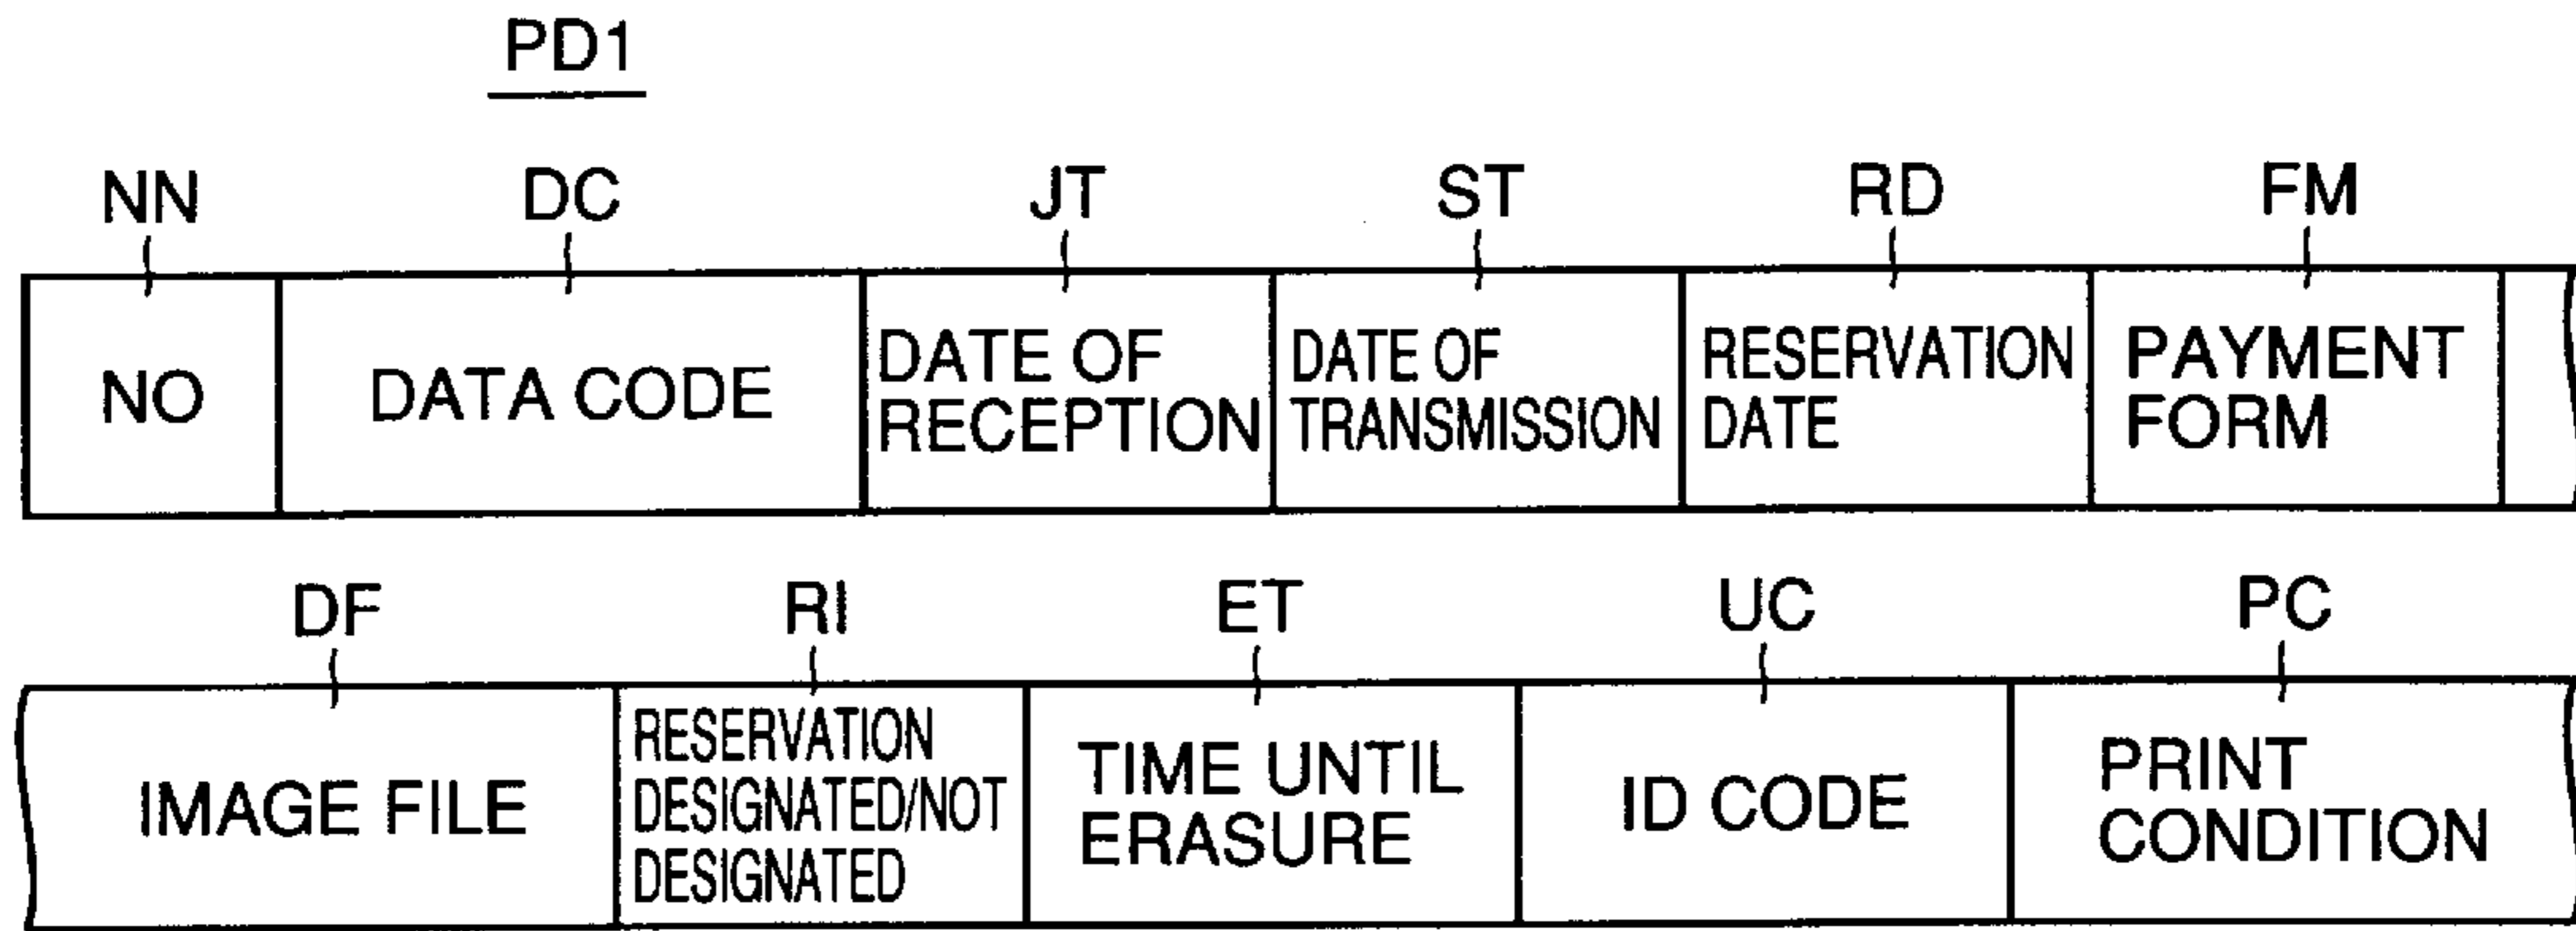 PD1
NN DC JT ST RD FM
NO
DATA CODE
DATE OF
RECEPTION
DATE OF
TRANSMISSION
RESERVATION
DATE
PAYMENT
FORM
DF RI ET UC PC
IMAGE FILE
RESERVATION
DESIGNATED/NOT
DESIGNATED
TIME UNTIL
ERASURE
ID CODE
PRINT
CONDITION